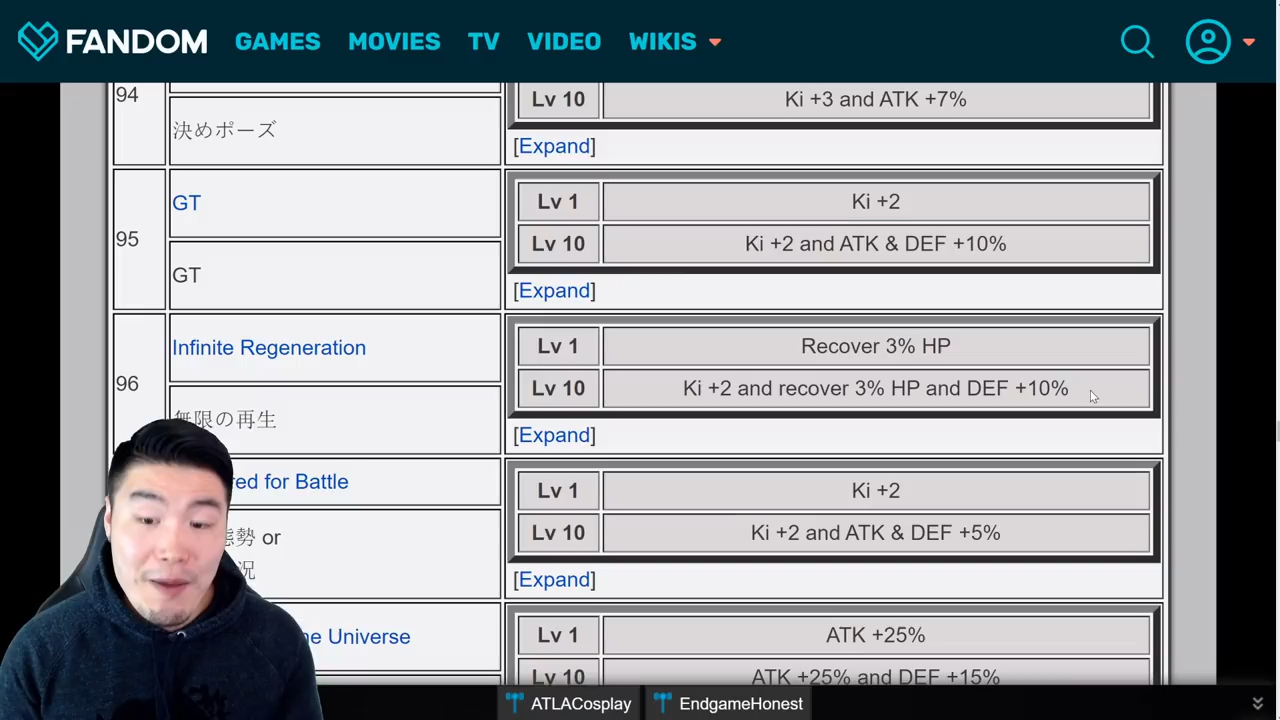 FANDOM GAMES MOVIES TV VIDEO WIKIS
94
Lv 10 Ki +3 and ATK +7%
決めポーズ
[Expand]
95
GT
Lv 1 Ki +2
Lv 10 Ki +2 and ATK & DEF +10%
GT
[Expand]
96
Infinite Regeneration
Lv 1 Recover 3% HP
Lv 10 Ki +2 and recover 3% HP and DEF +10%
無限の再生
[Expand]
red for Battle
Lv 1 Ki +2
Lv 10 Ki +2 and ATK & DEF +5%
態勢 or
況
[Expand]
he Universe
Lv 1 ATK +25%
Lv 10 ATK +25% and DEF +15%
ATLACosplay EndgameHonest